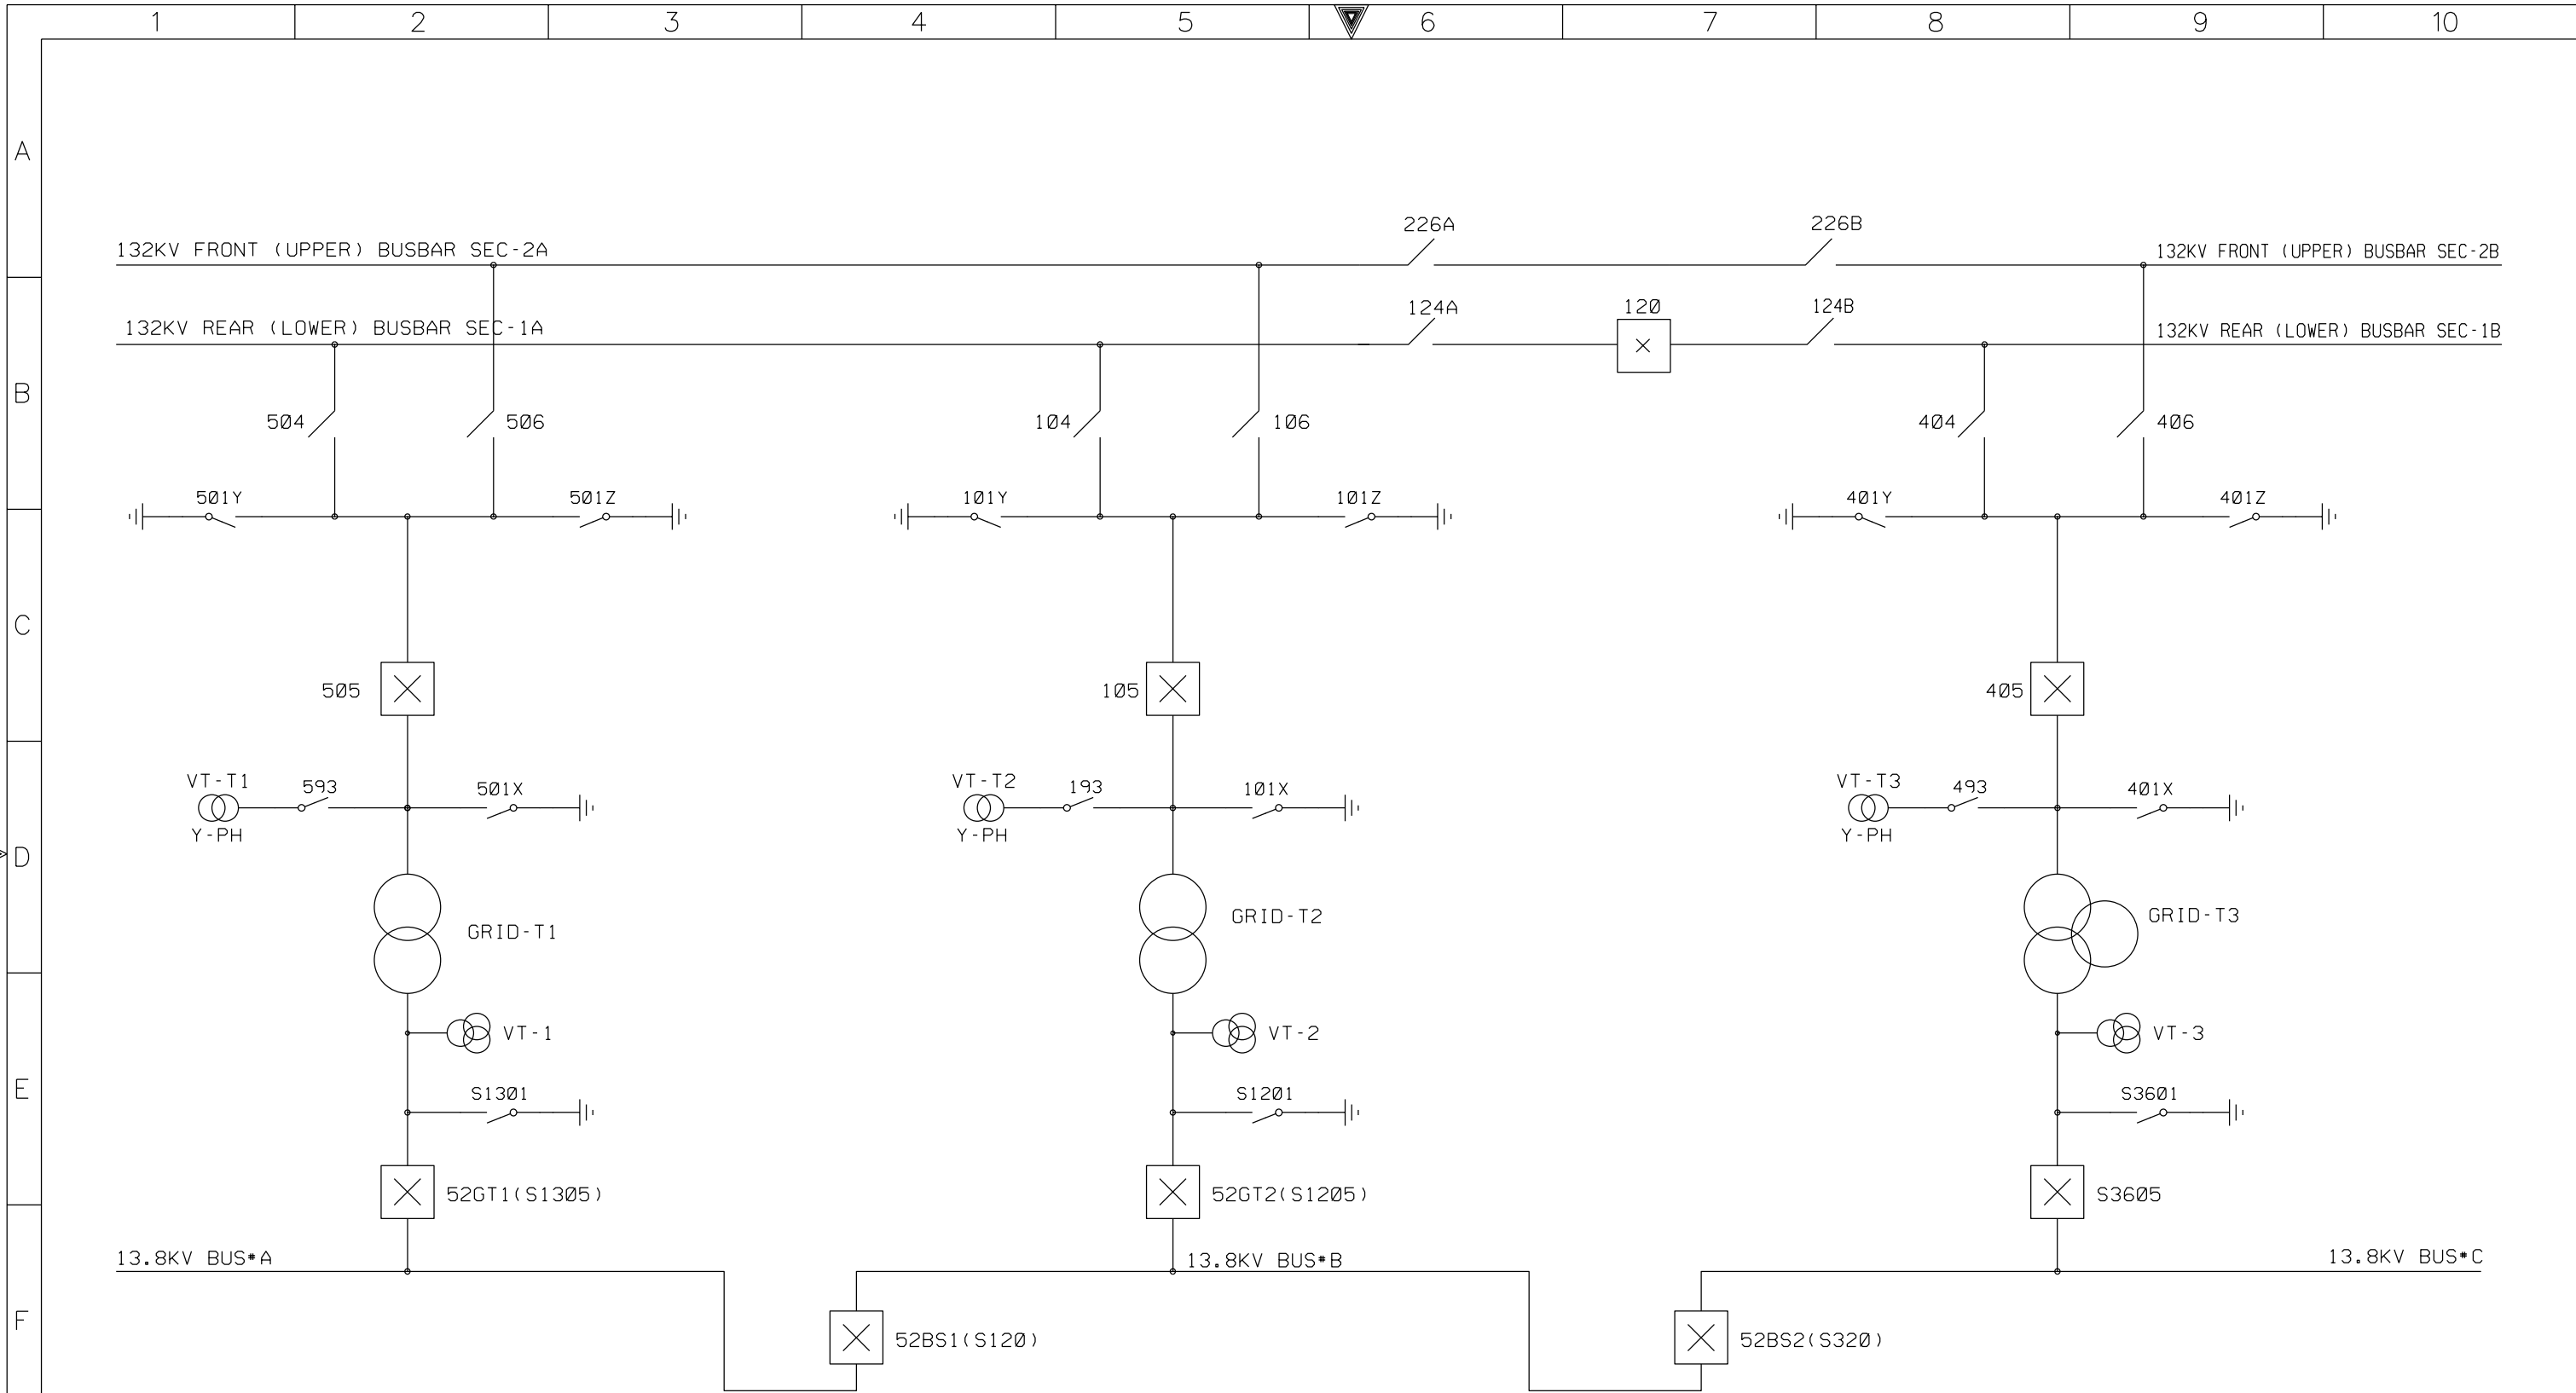 1 2 3 4 5 6 7 8 9 10
A
226A 226B
132KV FRONT (UPPER) BUSBAR SEC-2A 132KV FRONT (UPPER) BUSBAR SEC-2B
124A 120 124B
132KV REAR (LOWER) BUSBAR SEC-1A 132KV REAR (LOWER) BUSBAR SEC-1B
B
504 506 104 106 404 406
501Y 501Z 101Y 101Z 401Y 401Z
C
505 105 405
VT-T1 593 501X VT-T2 193 101X VT-T3 493 401X
Y-PH Y-PH Y-PH
D
GRID-T1 GRID-T2 GRID-T3
VT-1 VT-2 VT-3
E
S1301 S1201 S3601
52GT1(S1305) 52GT2(S1205) S3605
13.8KV BUS*A 13.8KV BUS*B 13.8KV BUS*C
F
52BS1(S120) 52BS2(S320)